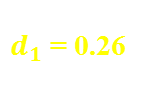 d₁ = 0.26